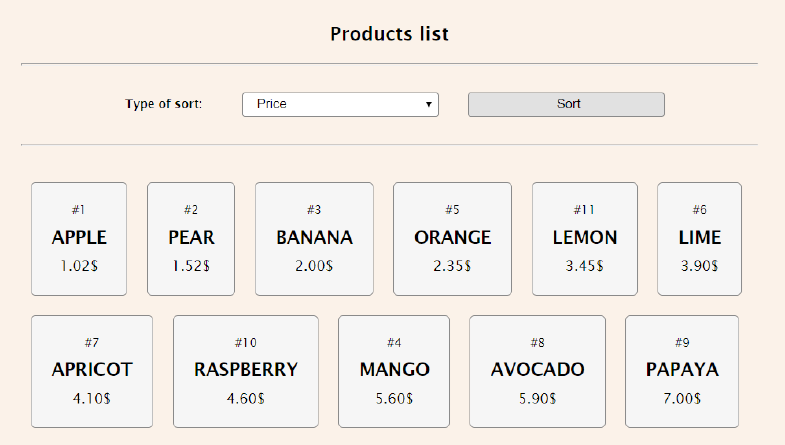 Products list
Type of sort: Price Sort
#1 #2 #3 #5 #11 #6
APPLE PEAR BANANA ORANGE LEMON LIME
1.02$ 1.52$ 2.00$ 2.35$ 3.45$ 3.90$
#7 #10 #4 #8 #9
APRICOT RASPBERRY MANGO AVOCADO PAPAYA
4.10$ 4.60$ 5.60$ 5.90$ 7.00$